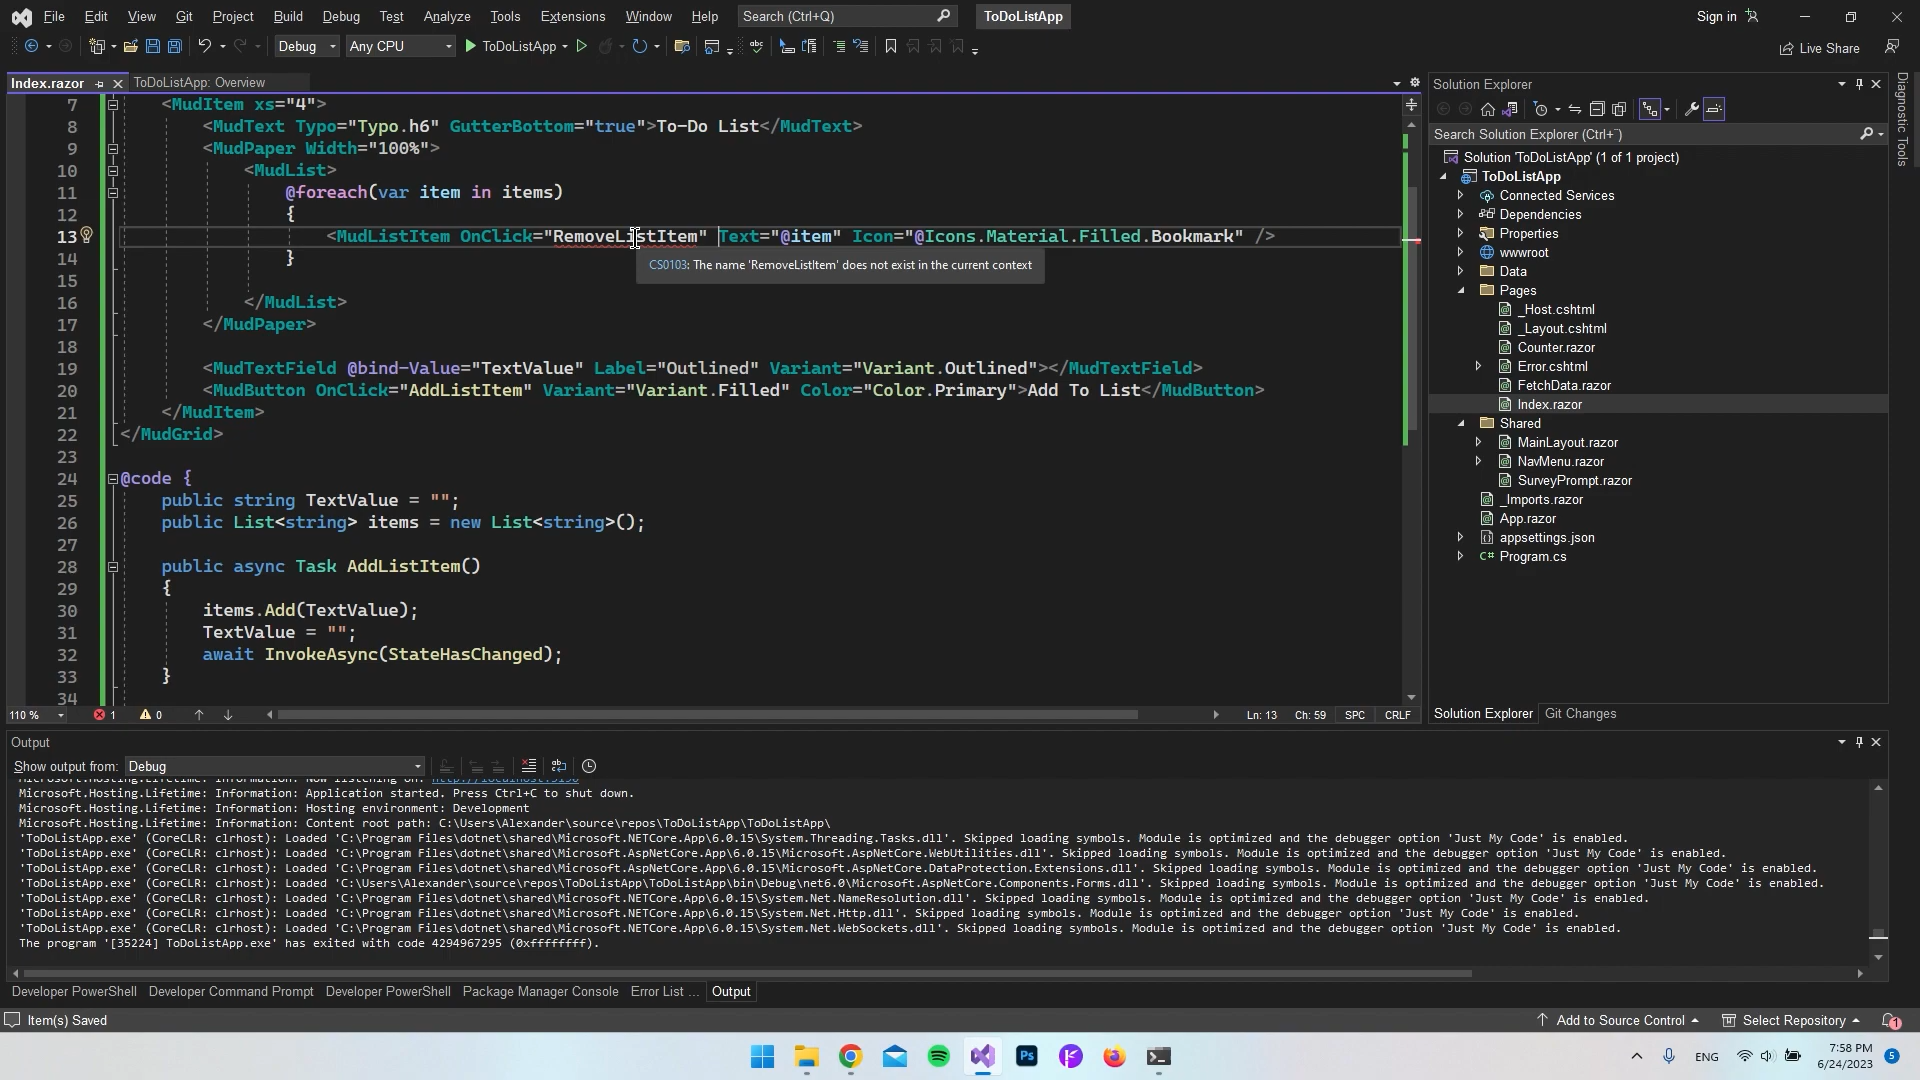 File Edit View Git Project Build Debug Test Analyze Tools Extensions Window Help Search (Ctrl+Q) ToDoListApp Sign in
Debug Any CPU ToDoListApp Live Share
Index.razor ToDoListApp: Overview
7 <MudItem xs="4">
8 <MudText Typo="Typo.h6" GutterBottom="true">To-Do List</MudText>
9 <MudPaper Width="100%">
10 <MudList>
11 @foreach(var item in items)
12 {
13 <MudListItem OnClick="RemoveListItem" Text="@item" Icon="@Icons.Material.Filled.Bookmark" />
14 }
CS0103: The name 'RemoveListItem' does not exist in the current context
15
16 </MudList>
17 </MudPaper>
18
19 <MudTextField @bind-Value="TextValue" Label="Outlined" Variant="Variant.Outlined"></MudTextField>
20 <MudButton OnClick="AddListItem" Variant="Variant.Filled" Color="Color.Primary">Add To List</MudButton>
21 </MudItem>
22 </MudGrid>
23
24 @code {
25 public string TextValue = "";
26 public List<string> items = new List<string>();
27
28 public async Task AddListItem()
29 {
30 items.Add(TextValue);
31 TextValue = "";
32 await InvokeAsync(StateHasChanged);
33 }
34
110 % 1 0 Ln: 13 Ch: 59 SPC CRLF
Solution Explorer
Search Solution Explorer (Ctrl+¨)
Solution 'ToDoListApp' (1 of 1 project)
ToDoListApp
Connected Services
Dependencies
Properties
wwwroot
Data
Pages
_Host.cshtml
_Layout.cshtml
Counter.razor
Error.cshtml
FetchData.razor
Index.razor
Shared
MainLayout.razor
NavMenu.razor
SurveyPrompt.razor
_Imports.razor
App.razor
appsettings.json
C# Program.cs
Solution Explorer Git Changes
Diagnostic Tools
Output
Show output from: Debug
Microsoft.Hosting.Lifetime: Information: Now listening on: http://localhost:5196
Microsoft.Hosting.Lifetime: Information: Application started. Press Ctrl+C to shut down.
Microsoft.Hosting.Lifetime: Information: Hosting environment: Development
Microsoft.Hosting.Lifetime: Information: Content root path: C:\Users\Alexander\source\repos\ToDoListApp\ToDoListApp\
'ToDoListApp.exe' (CoreCLR: clrhost): Loaded 'C:\Program Files\dotnet\shared\Microsoft.NETCore.App\6.0.15\System.Threading.Tasks.dll'. Skipped loading symbols. Module is optimized and the debugger option 'Just My Code' is enabled.
'ToDoListApp.exe' (CoreCLR: clrhost): Loaded 'C:\Program Files\dotnet\shared\Microsoft.AspNetCore.App\6.0.15\Microsoft.AspNetCore.WebUtilities.dll'. Skipped loading symbols. Module is optimized and the debugger option 'Just My Code' is enabled.
'ToDoListApp.exe' (CoreCLR: clrhost): Loaded 'C:\Program Files\dotnet\shared\Microsoft.AspNetCore.App\6.0.15\Microsoft.AspNetCore.DataProtection.Extensions.dll'. Skipped loading symbols. Module is optimized and the debugger option 'Just My Code' is enabled.
'ToDoListApp.exe' (CoreCLR: clrhost): Loaded 'C:\Users\Alexander\source\repos\ToDoListApp\ToDoListApp\bin\Debug\net6.0\Microsoft.AspNetCore.Components.Forms.dll'. Skipped loading symbols. Module is optimized and the debugger option 'Just My Code' is enabled.
'ToDoListApp.exe' (CoreCLR: clrhost): Loaded 'C:\Program Files\dotnet\shared\Microsoft.NETCore.App\6.0.15\System.Net.NameResolution.dll'. Skipped loading symbols. Module is optimized and the debugger option 'Just My Code' is enabled.
'ToDoListApp.exe' (CoreCLR: clrhost): Loaded 'C:\Program Files\dotnet\shared\Microsoft.NETCore.App\6.0.15\System.Net.Http.dll'. Skipped loading symbols. Module is optimized and the debugger option 'Just My Code' is enabled.
'ToDoListApp.exe' (CoreCLR: clrhost): Loaded 'C:\Program Files\dotnet\shared\Microsoft.NETCore.App\6.0.15\System.Net.WebSockets.dll'. Skipped loading symbols. Module is optimized and the debugger option 'Just My Code' is enabled.
The program '[35224] ToDoListApp.exe' has exited with code 4294967295 (0xffffffff).
Developer PowerShell Developer Command Prompt Developer PowerShell Package Manager Console Error List ... Output
Item(s) Saved Add to Source Control Select Repository 1
Ps ENG 7:58 PM 5
6/24/2023